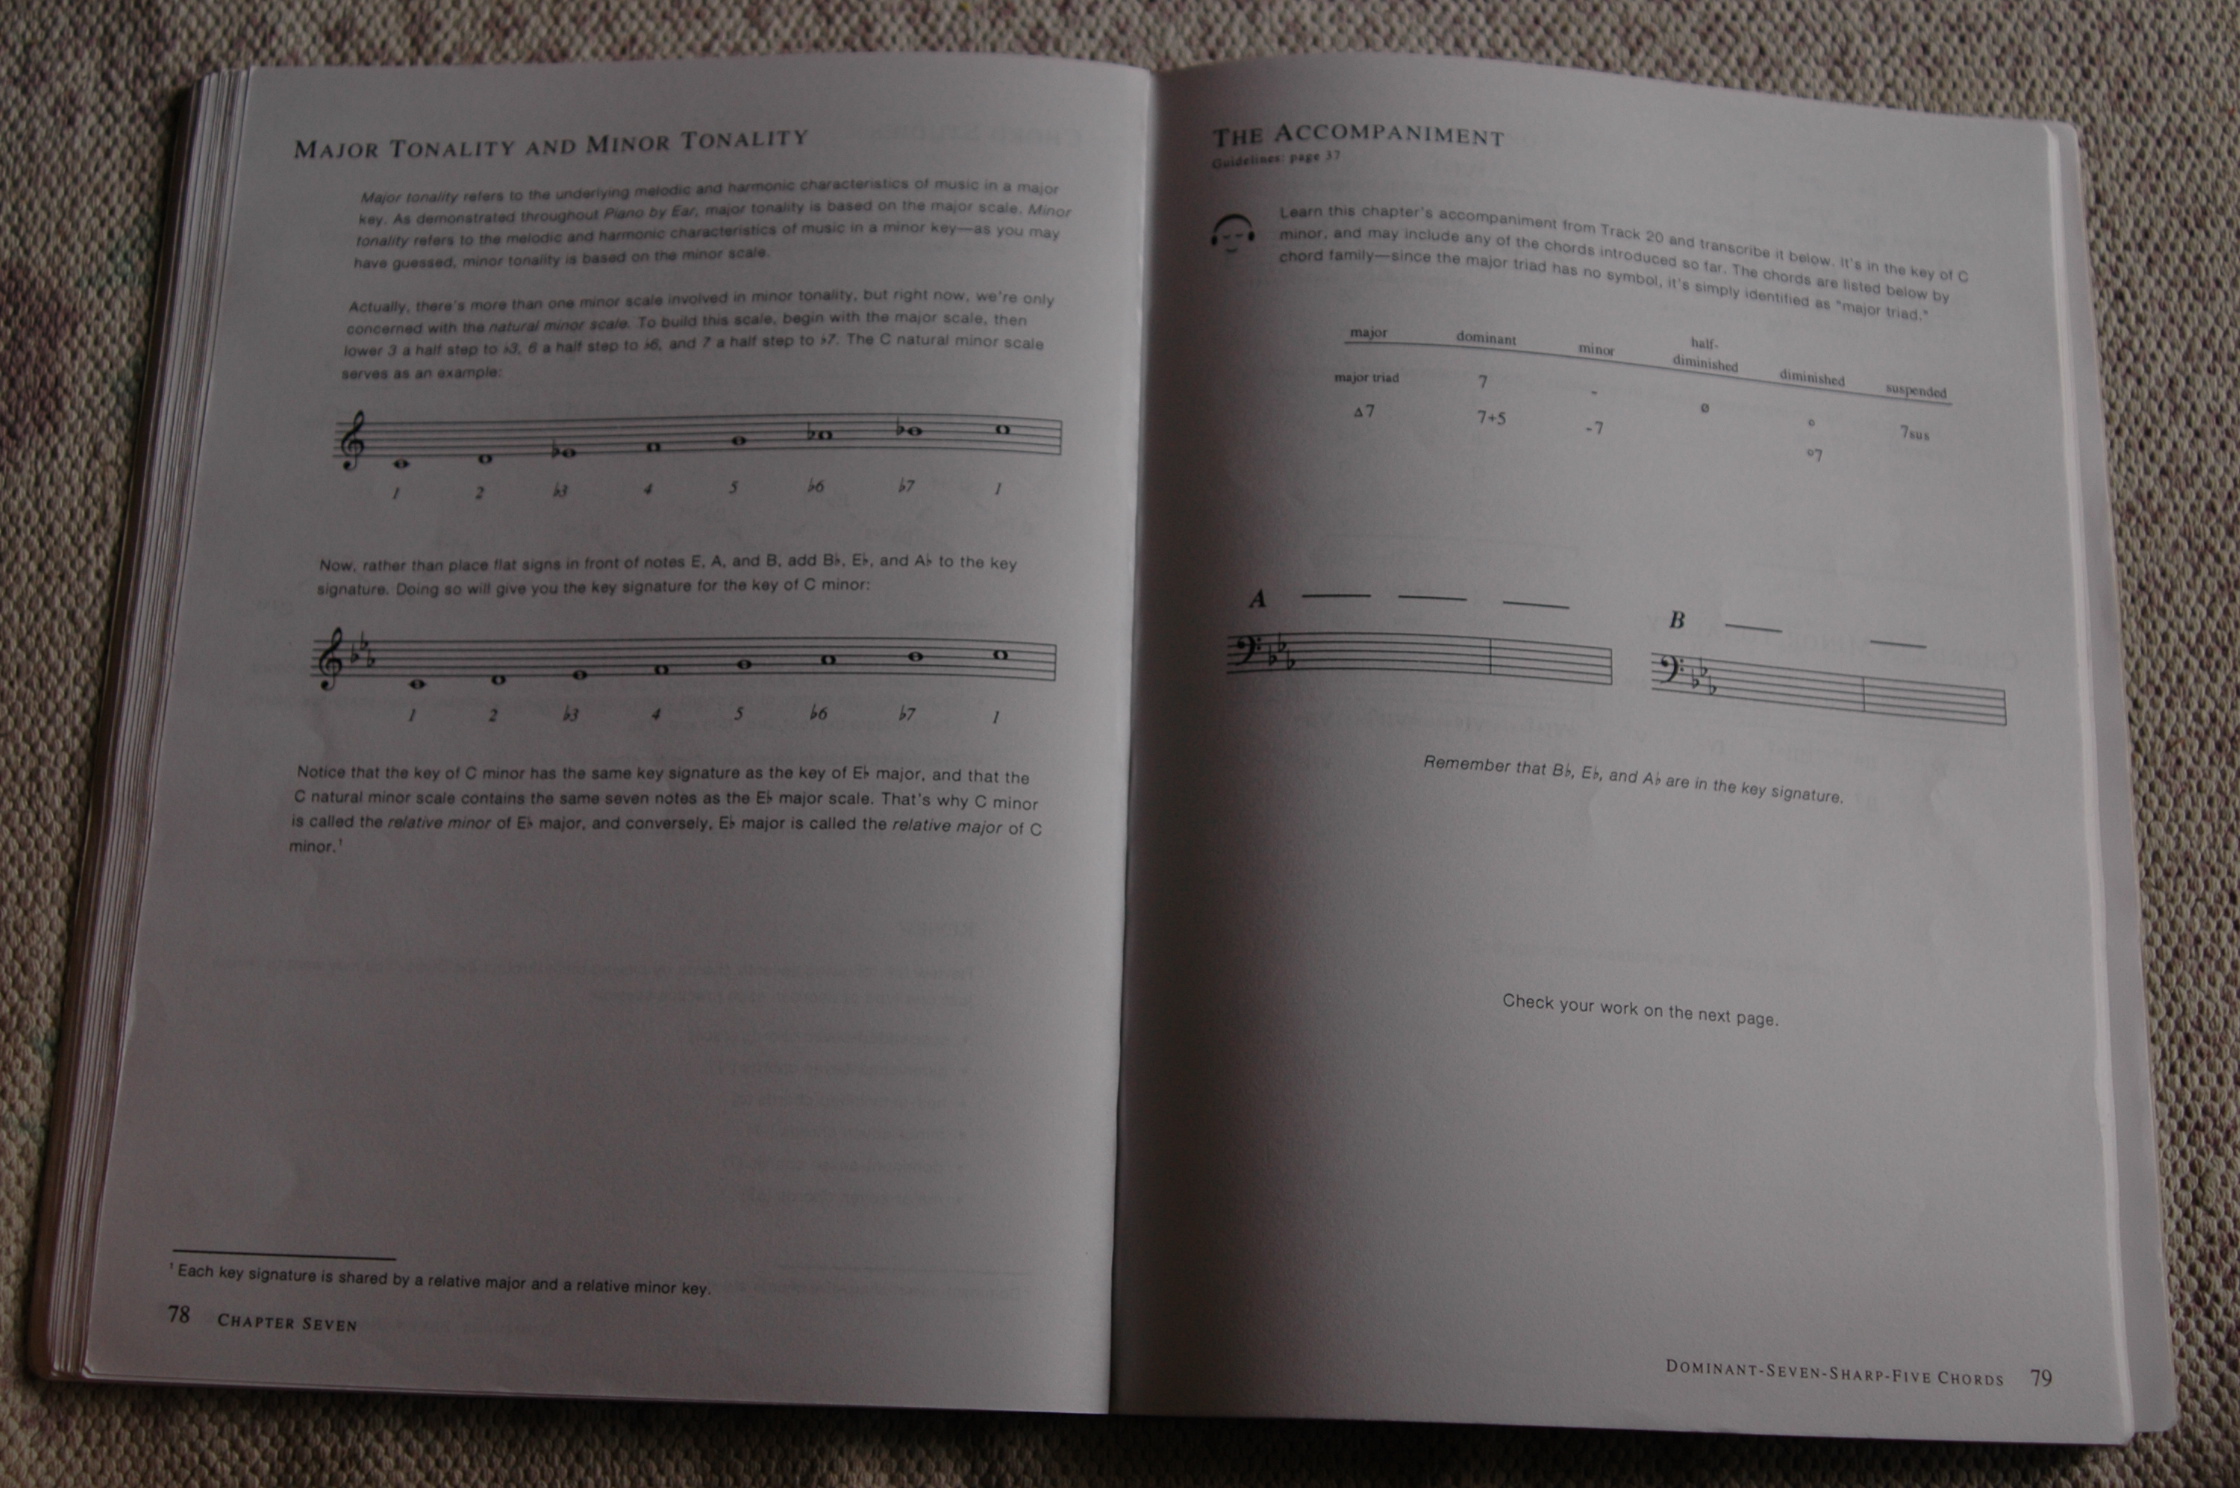 MAJOR TONALITY AND MINOR TONALITY
Major tonality refers to the underlying melodic and harmonic characteristics of music in a major
key. As demonstrated throughout Piano by Ear, major tonality is based on the major scale. Minor
tonality refers to the melodic and harmonic characteristics of music in a minor key—as you may
have guessed, minor tonality is based on the minor scale.
Actually, there's more than one minor scale involved in minor tonality, but right now, we're only
concerned with the natural minor scale. To build this scale, begin with the major scale, then
lower 3 a half step to ♭3, 6 a half step to ♭6, and 7 a half step to ♭7. The C natural minor scale
serves as an example:
1 2 ♭3 4 5 ♭6 ♭7 1
Now, rather than place flat signs in front of notes E, A, and B, add B♭, E♭, and A♭ to the key
signature. Doing so will give you the key signature for the key of C minor:
1 2 ♭3 4 5 ♭6 ♭7 1
Notice that the key of C minor has the same key signature as the key of E♭ major, and that the
C natural minor scale contains the same seven notes as the E♭ major scale. That's why C minor
is called the relative minor of E♭ major, and conversely, E♭ major is called the relative major of C
minor.¹
¹ Each key signature is shared by a relative major and a relative minor key.
78 CHAPTER SEVEN
THE ACCOMPANIMENT
Guidelines: page 37
Learn this chapter's accompaniment from Track 20 and transcribe it below. It's in the key of C
minor, and may include any of the chords introduced so far. The chords are listed below by
chord family—since the major triad has no symbol, it's simply identified as "major triad."
half-
major dominant minor diminished diminished suspended
major triad 7 - ø o 7sus
Δ7 7+5 -7 o7
A
B
Remember that B♭, E♭, and A♭ are in the key signature.
Check your work on the next page.
DOMINANT-SEVEN-SHARP-FIVE CHORDS 79